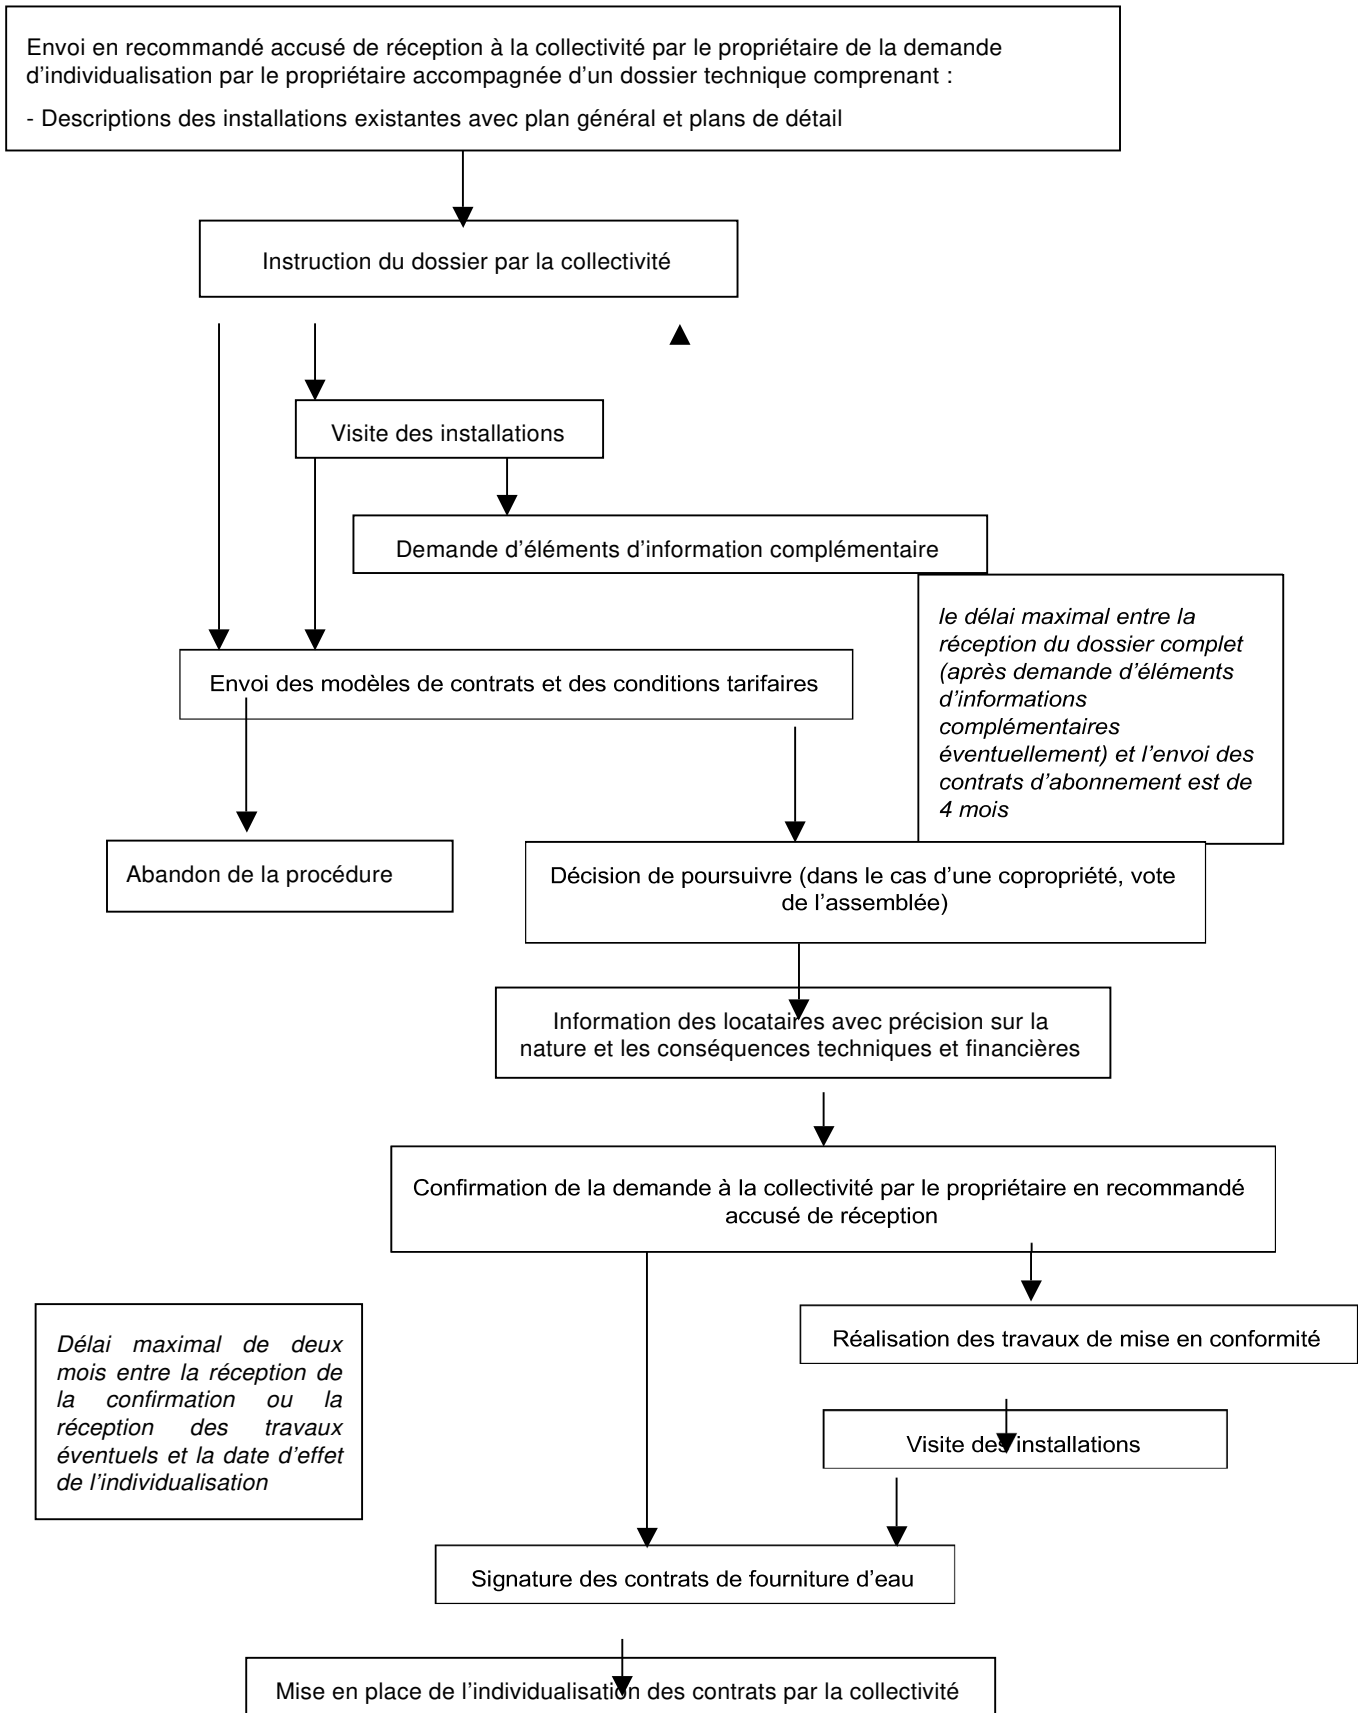 Envoi en recommandé accusé de réception à la collectivité par le propriétaire de la demande
d'individualisation par le propriétaire accompagnée d'un dossier technique comprenant :
- Descriptions des installations existantes avec plan général et plans de détail
Instruction du dossier par la collectivité
Visite des installations
Demande d'éléments d'information complémentaire
le délai maximal entre la
réception du dossier complet
(après demande d'éléments
d'informations
complémentaires
éventuellement) et l'envoi des
contrats d'abonnement est de
4 mois
Envoi des modèles de contrats et des conditions tarifaires
Abandon de la procédure
Décision de poursuivre (dans le cas d'une copropriété, vote
de l'assemblée)
Information des locataires avec précision sur la
nature et les conséquences techniques et financières
Confirmation de la demande à la collectivité par le propriétaire en recommandé
accusé de réception
Délai maximal de deux
mois entre la réception de
la confirmation ou la
réception des travaux
éventuels et la date d'effet
de l'individualisation
Réalisation des travaux de mise en conformité
Visite des installations
Signature des contrats de fourniture d'eau
Mise en place de l'individualisation des contrats par la collectivité